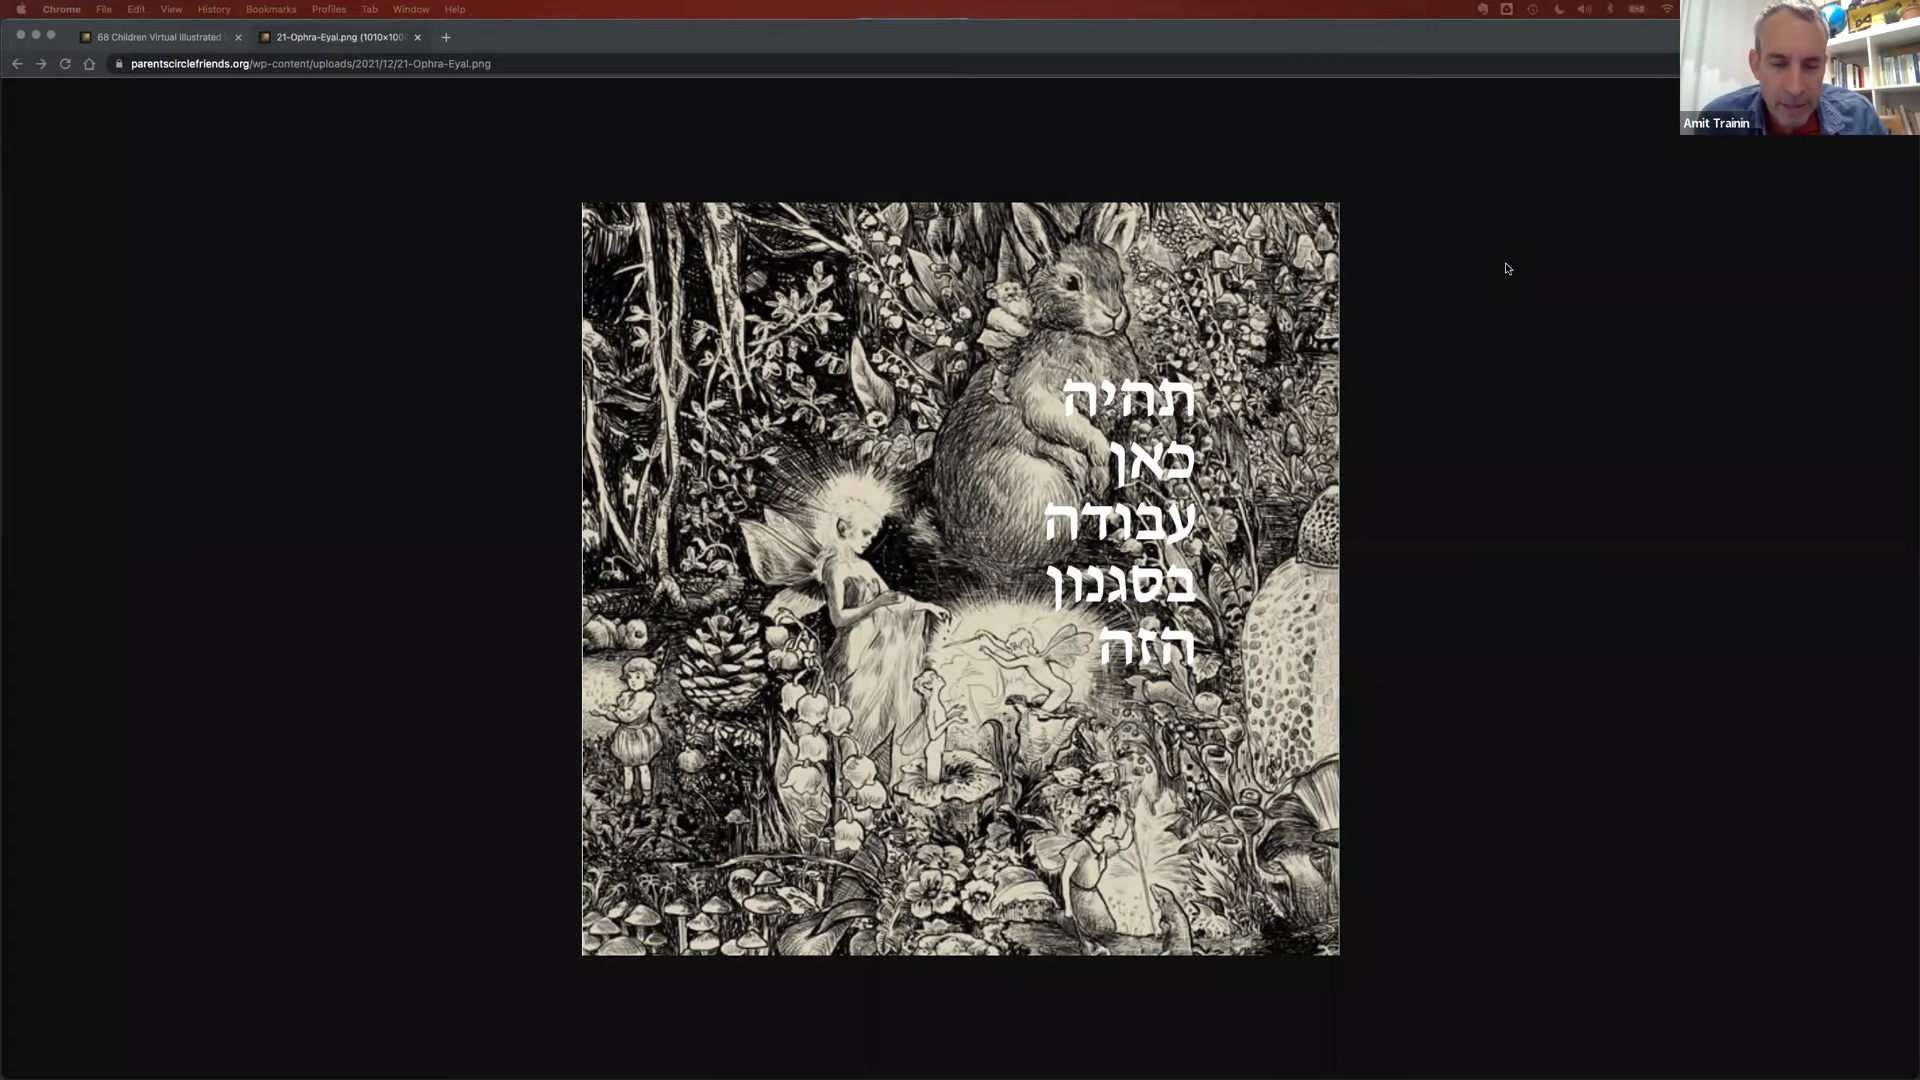 Chrome File Edit View History Bookmarks Profiles Tab Window Help
68 Children Virtual Illustrated
21-Ophra-Eyal.png (1010×100
parentscirclefriends.org/wp-content/uploads/2021/12/21-Ophra-Eyal.png
Amit Trainin
תהיה
כאן
עבודה
בסגנון
הזה